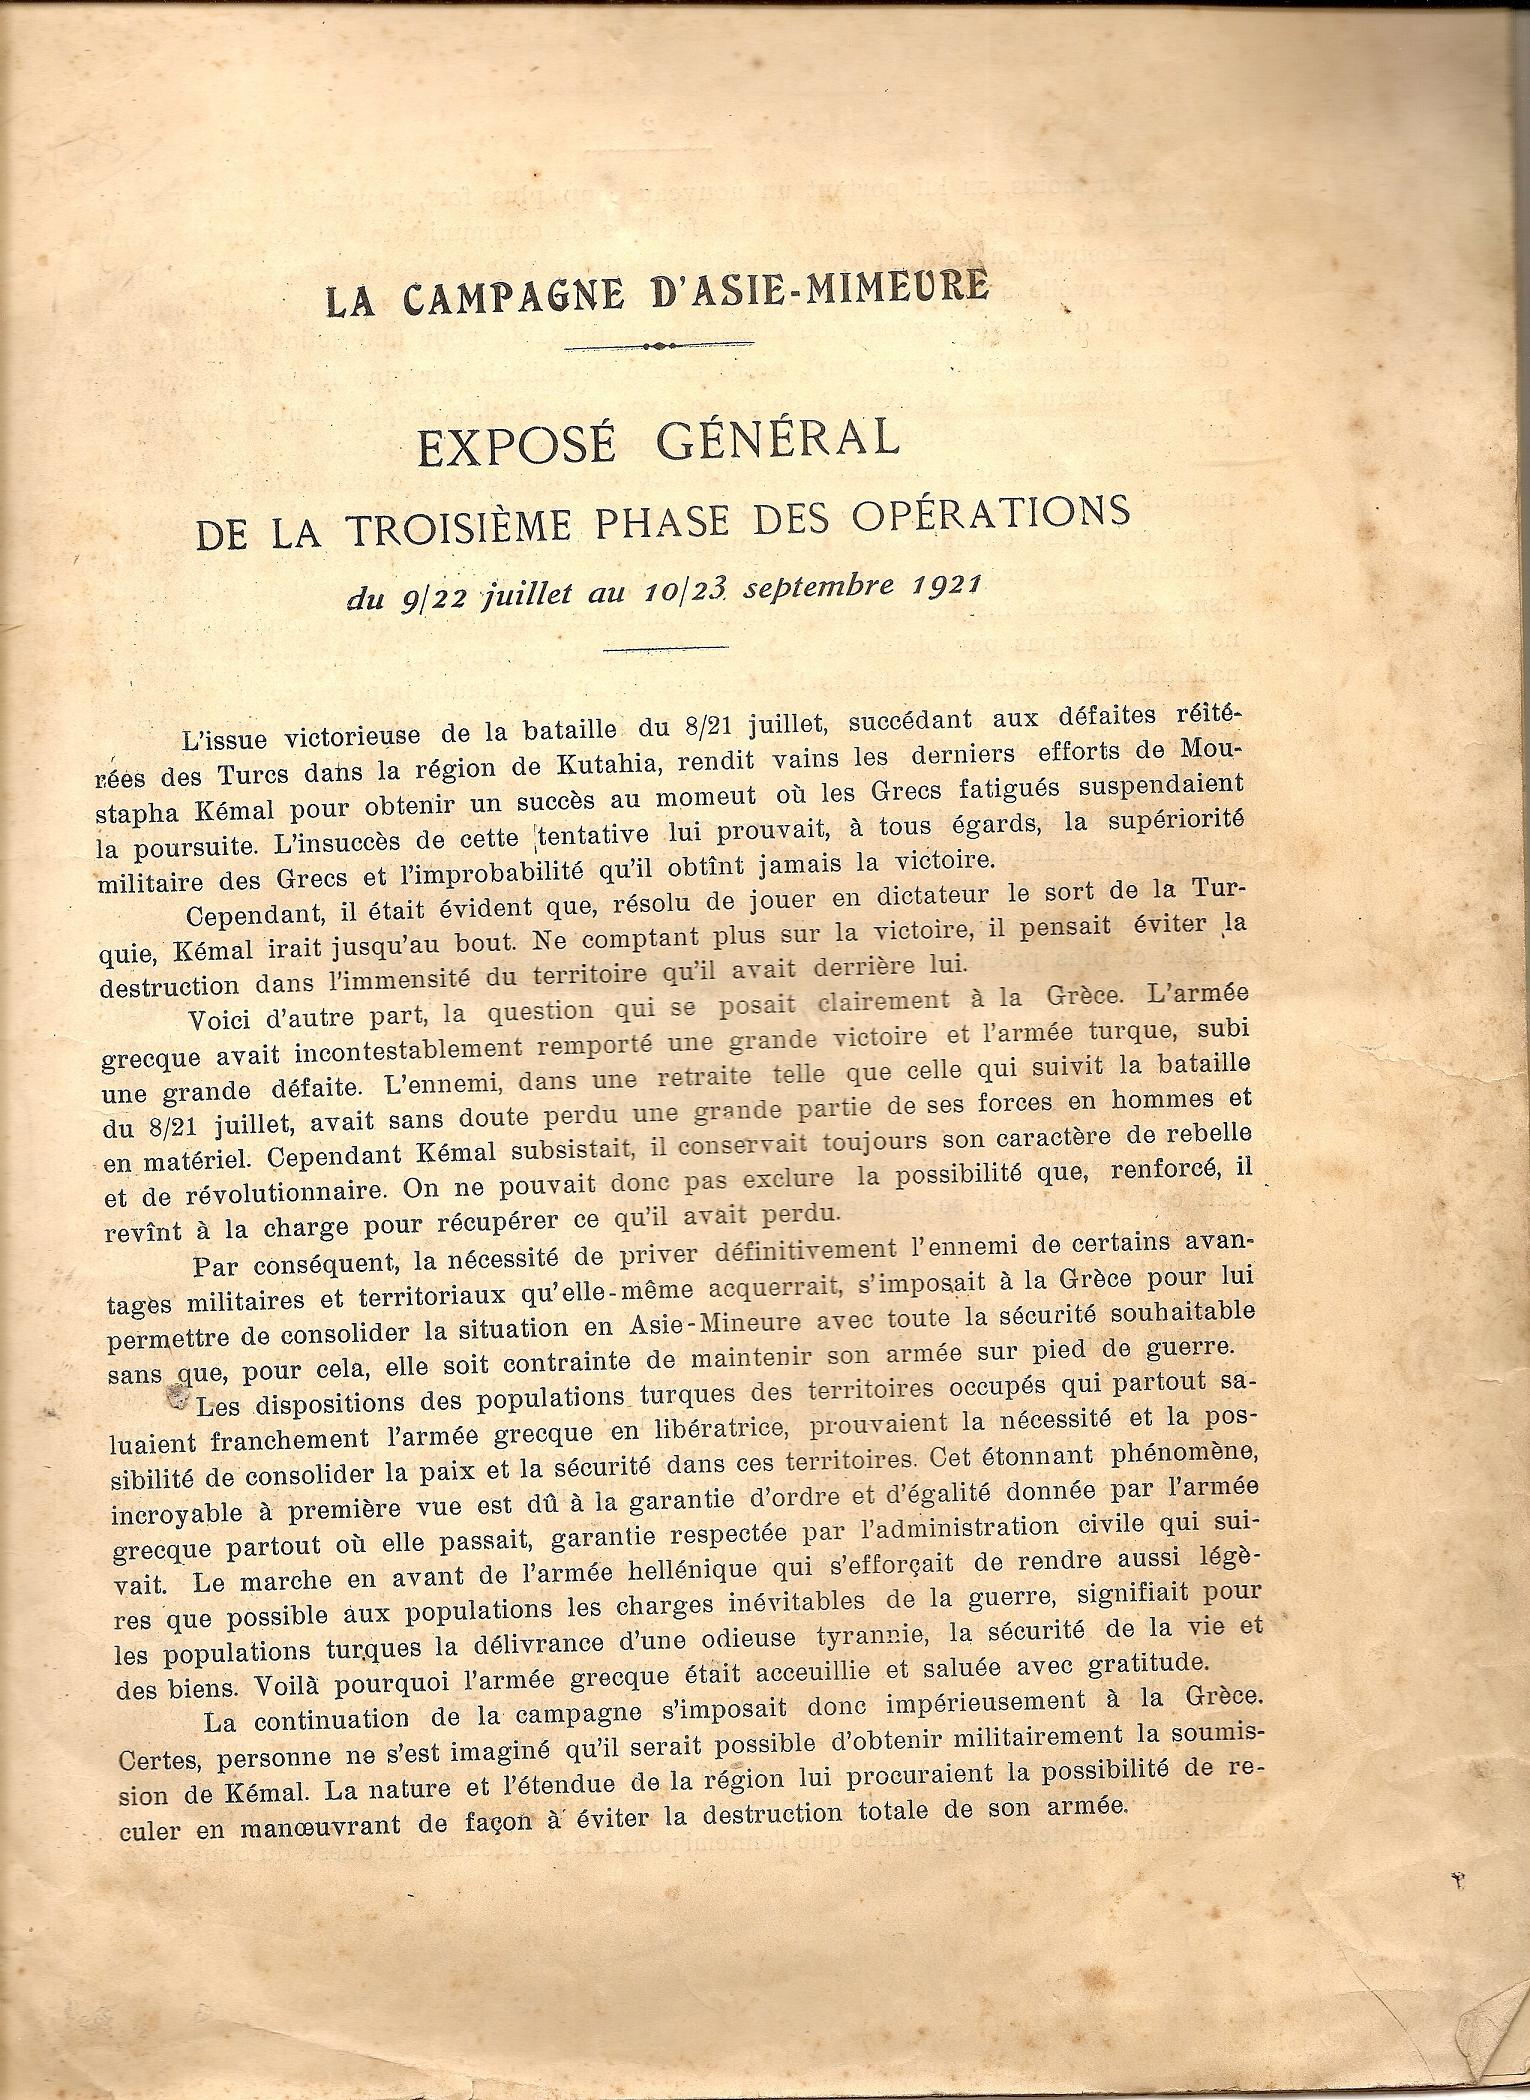 LA CAMPAGNE D'ASIE-MIMEURE
EXPOSÉ GÉNÉRAL
DE LA TROISIÈME PHASE DES OPÉRATIONS
du 9/22 juillet au 10/23 septembre 1921
L'issue victorieuse de la bataille du 8/21 juillet, succédant aux défaites réité-
rées des Turcs dans la région de Kutahia, rendit vains les derniers efforts de Mou-
stapha Kémal pour obtenir un succès au momeut où les Grecs fatigués suspendaient
la poursuite. L'insuccès de cette tentative lui prouvait, à tous égards, la supériorité
militaire des Grecs et l'improbabilité qu'il obtînt jamais la victoire.
Cependant, il était évident que, résolu de jouer en dictateur le sort de la Tur-
quie, Kémal irait jusqu'au bout. Ne comptant plus sur la victoire, il pensait éviter la
destruction dans l'immensité du territoire qu'il avait derrière lui.
Voici d'autre part, la question qui se posait clairement à la Grèce. L'armée
grecque avait incontestablement remporté une grande victoire et l'armée turque, subi
une grande défaite. L'ennemi, dans une retraite telle que celle qui suivit la bataille
du 8/21 juillet, avait sans doute perdu une grande partie de ses forces en hommes et
en matériel. Cependant Kémal subsistait, il conservait toujours son caractère de rebelle
et de révolutionnaire. On ne pouvait donc pas exclure la possibilité que, renforcé, il
revînt à la charge pour récupérer ce qu'il avait perdu.
Par conséquent, la nécessité de priver définitivement l'ennemi de certains avan-
tages militaires et territoriaux qu'elle-même acquerrait, s'imposait à la Grèce pour lui
permettre de consolider la situation en Asie-Mineure avec toute la sécurité souhaitable
sans que, pour cela, elle soit contrainte de maintenir son armée sur pied de guerre.
Les dispositions des populations turques des territoires occupés qui partout sa-
luaient franchement l'armée grecque en libératrice, prouvaient la nécessité et la pos-
sibilité de consolider la paix et la sécurité dans ces territoires. Cet étonnant phénomène,
incroyable à première vue est dû à la garantie d'ordre et d'égalité donnée par l'armée
grecque partout où elle passait, garantie respectée par l'administration civile qui sui-
vait. Le marche en avant de l'armée hellénique qui s'efforçait de rendre aussi légè-
res que possible aux populations les charges inévitables de la guerre, signifiait pour
les populations turques la délivrance d'une odieuse tyrannie, la sécurité de la vie et
des biens. Voilà pourquoi l'armée grecque était acceuillie et saluée avec gratitude.
La continuation de la campagne s'imposait donc impérieusement à la Grèce.
Certes, personne ne s'est imaginé qu'il serait possible d'obtenir militairement la soumis-
sion de Kémal. La nature et l'étendue de la région lui procuraient la possibilité de re-
culer en manœuvrant de façon à éviter la destruction totale de son armée.